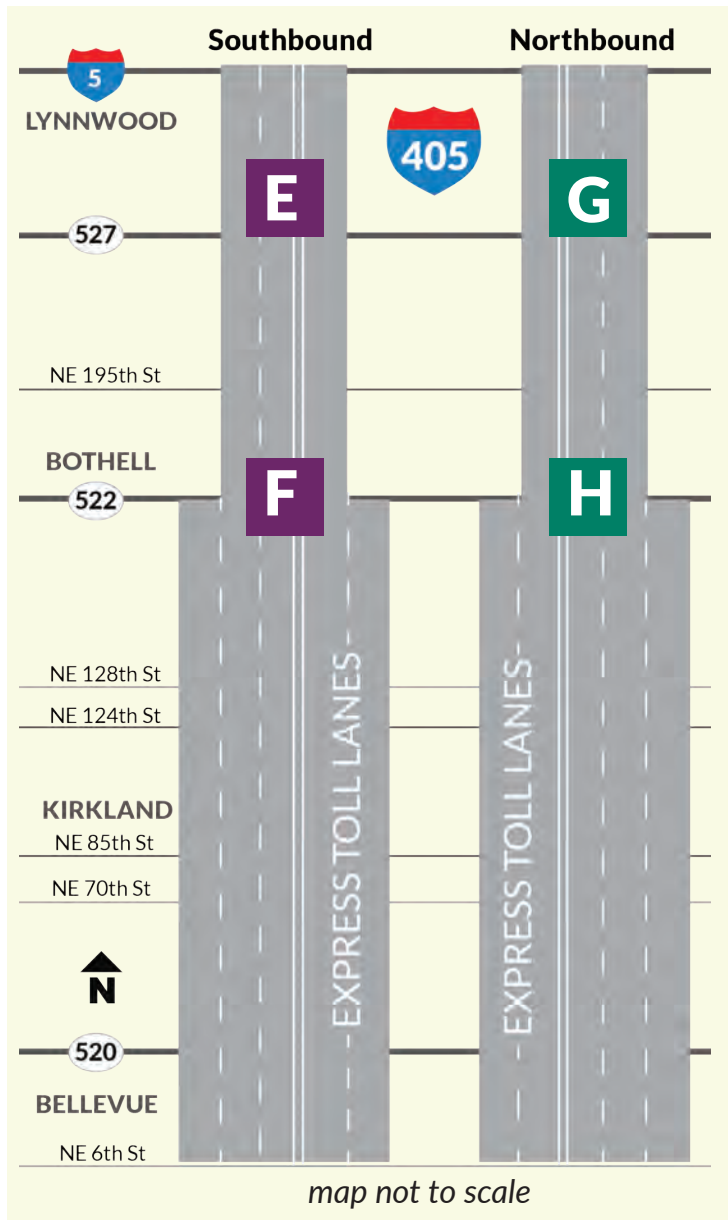 Southbound
Northbound
5
LYNNWOOD
405
E
G
527
NE 195th St
BOTHELL
F
H
522
NE 128th St
NE 124th St
EXPRESS TOLL LANES
EXPRESS TOLL LANES
KIRKLAND
NE 85th St
NE 70th St
N
520
BELLEVUE
NE 6th St
map not to scale